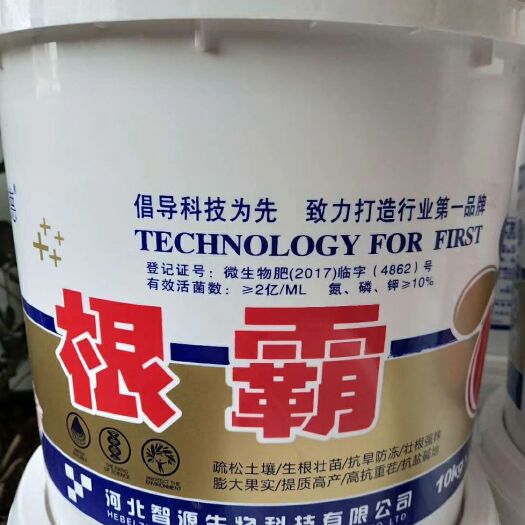 倡导科技为先 致力打造行业第一品牌
TECHNOLOGY FOR FIRST
登记证号：微生物肥(2017)临字（4862）号
有效活菌数：≥2亿/ML 氮、磷、钾≥10%
根霸
疏松土壤/生根壮苗/抗旱防冻/壮根强株
膨大果实/提质高产/高抗重茬/抗盐碱地
10kg
河北智源生物科技有限公司